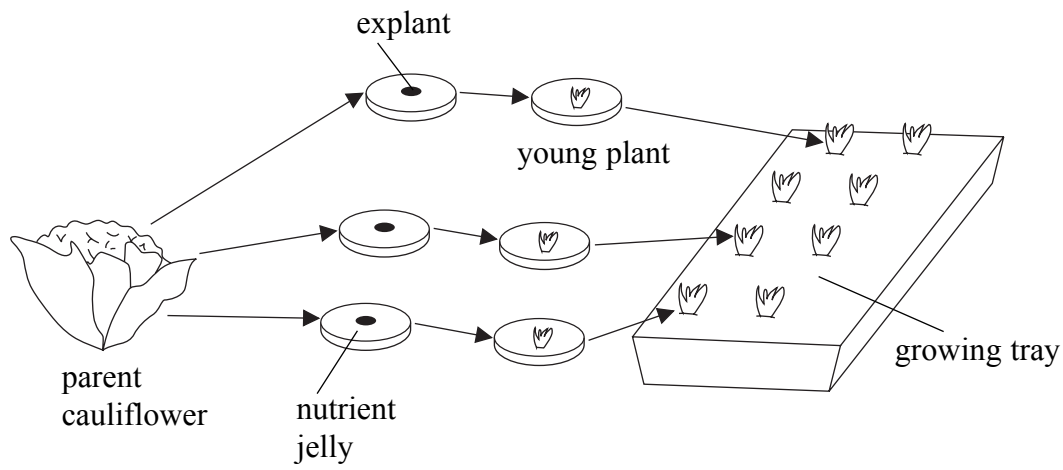 explant
young plant
growing tray
parent
cauliflower
nutrient
jelly